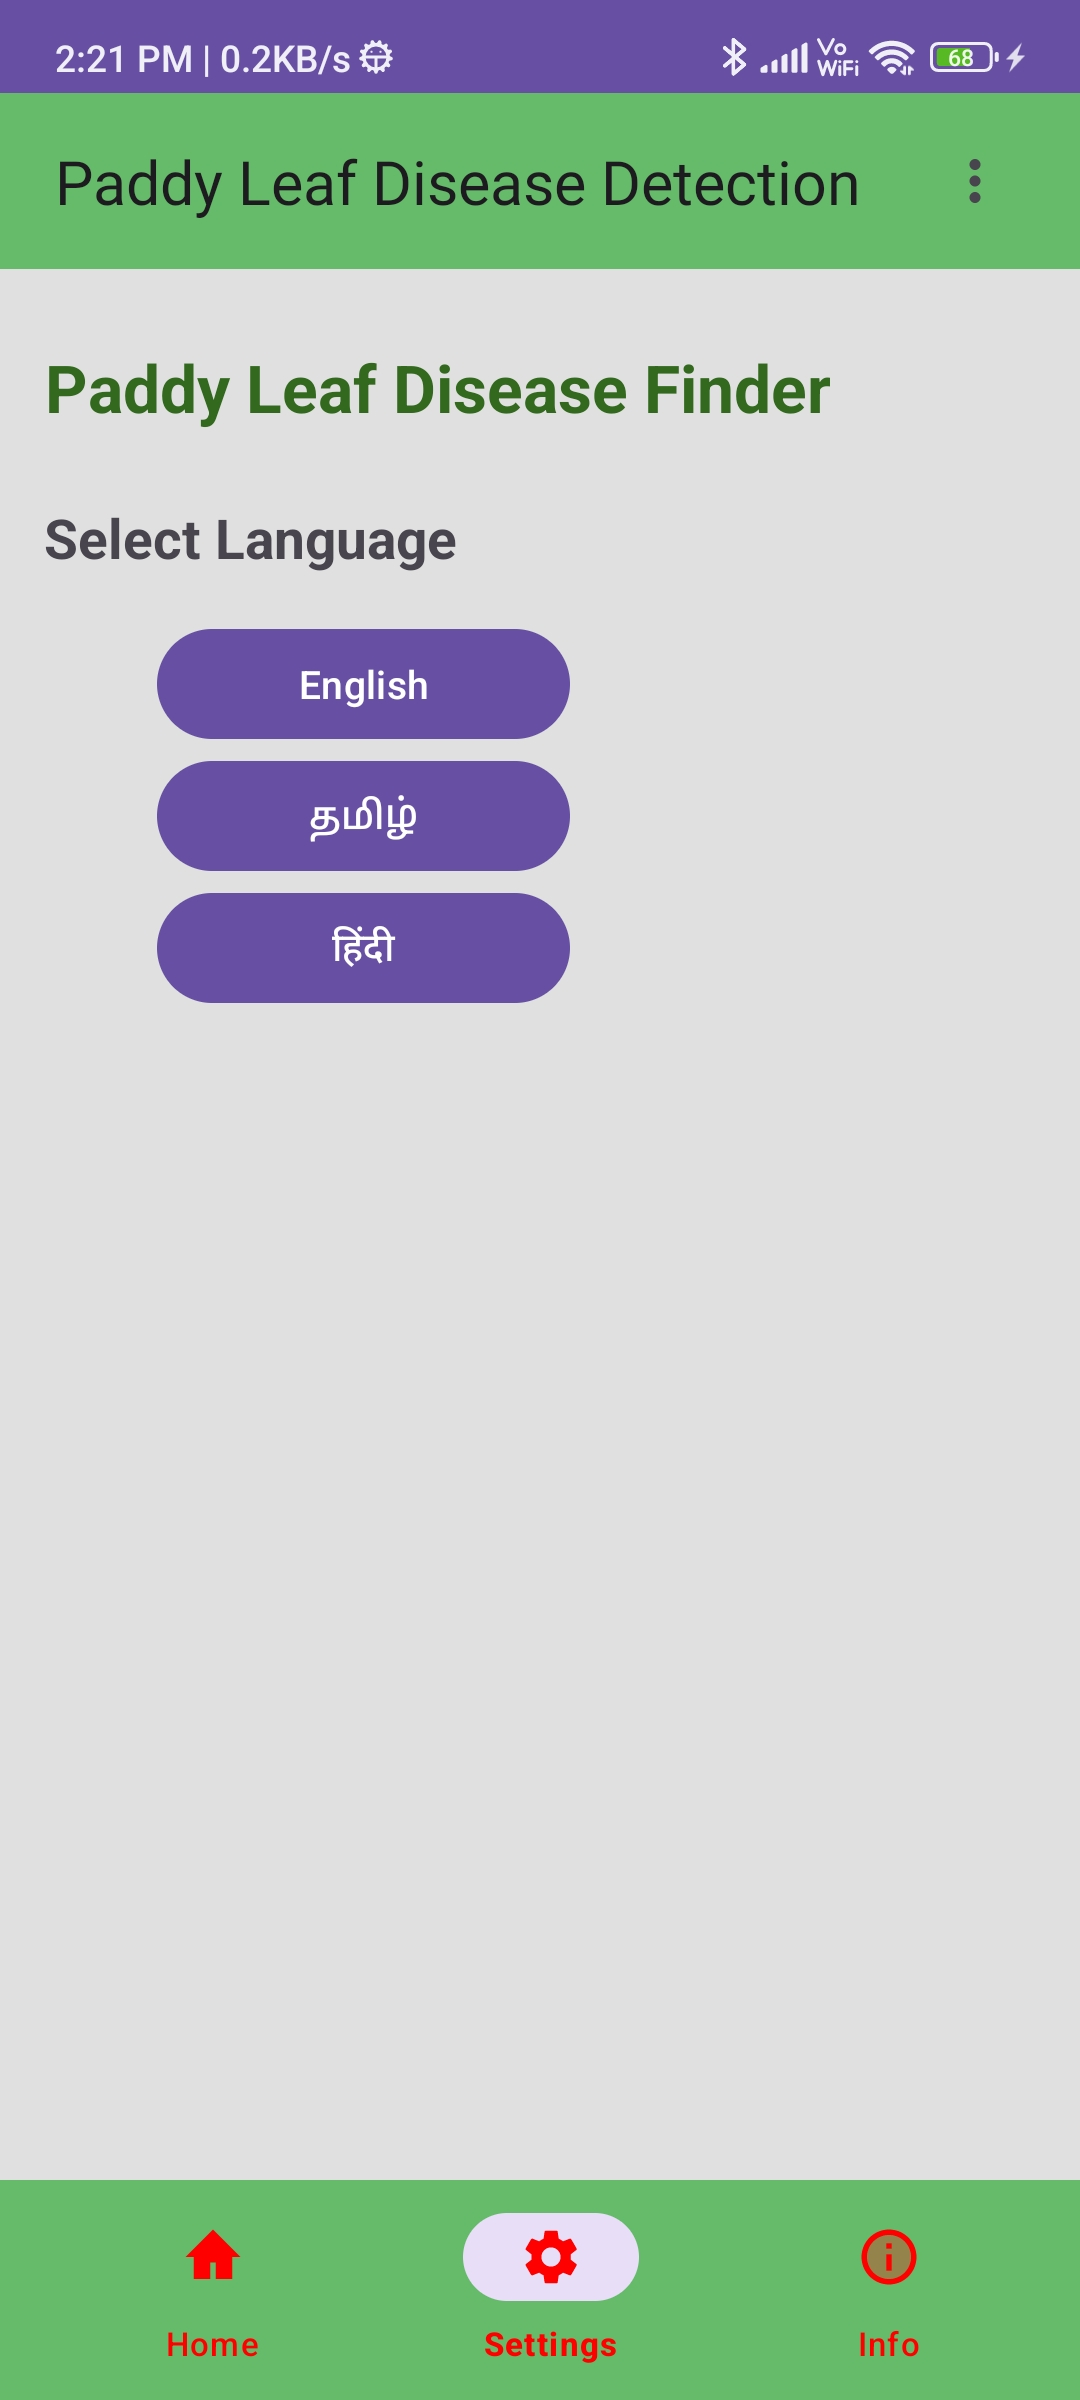 2:21 PM | 0.2KB/s
Vo
WiFi
68
Paddy Leaf Disease Detection
Paddy Leaf Disease Finder
Select Language
English
தமிழ்
हिंदी
Home
Settings
Info